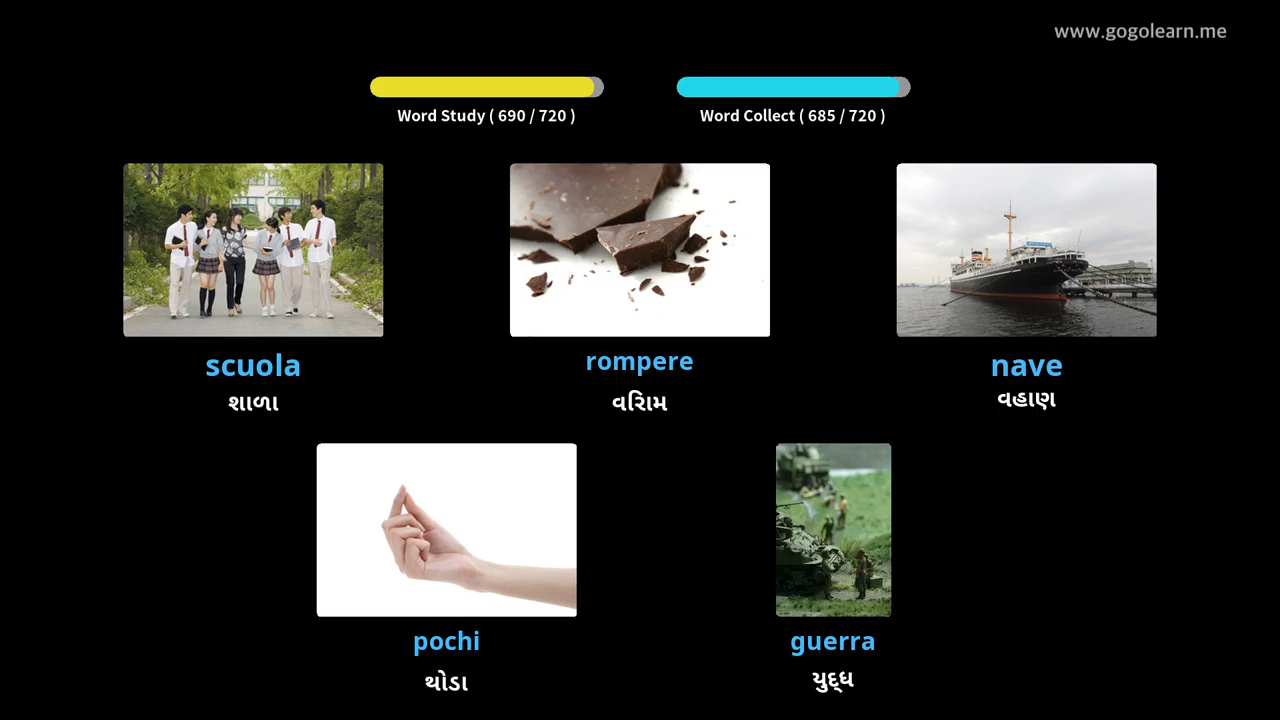 www.gogolearn.me
Word Study ( 690 / 720 )
Word Collect ( 685 / 720 )
scuola
rompere
nave
શાળા
વિરામ
વહાણ
pochi
guerra
થોડા
યુદ્ધ